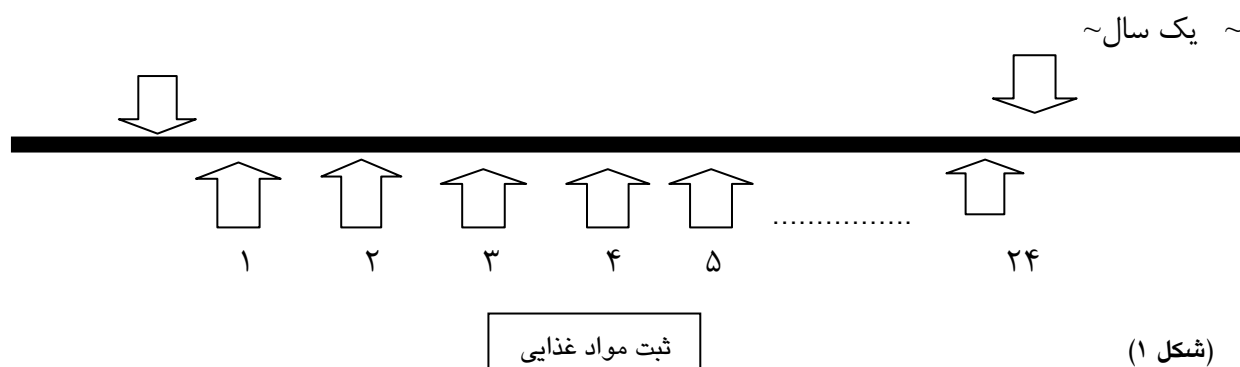 ~ یک سال~
۱ ۲ ۳ ۴ ۵ ................ ۲۴
ثبت مواد غذایی
(شکل ۱)